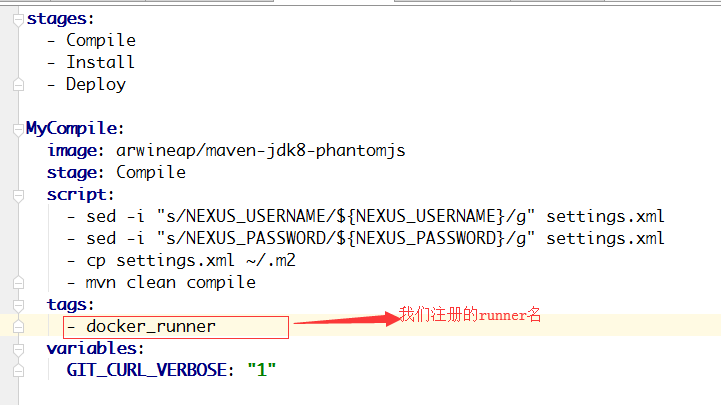 stages:
  - Compile
  - Install
  - Deploy

MyCompile:
  image: arwineap/maven-jdk8-phantomjs
  stage: Compile
  script:
    - sed -i "s/NEXUS_USERNAME/${NEXUS_USERNAME}/g" settings.xml
    - sed -i "s/NEXUS_PASSWORD/${NEXUS_PASSWORD}/g" settings.xml
    - cp settings.xml ~/.m2
    - mvn clean compile
  tags:
    - docker_runner
我们注册的runner名
  variables:
    GIT_CURL_VERBOSE: "1"